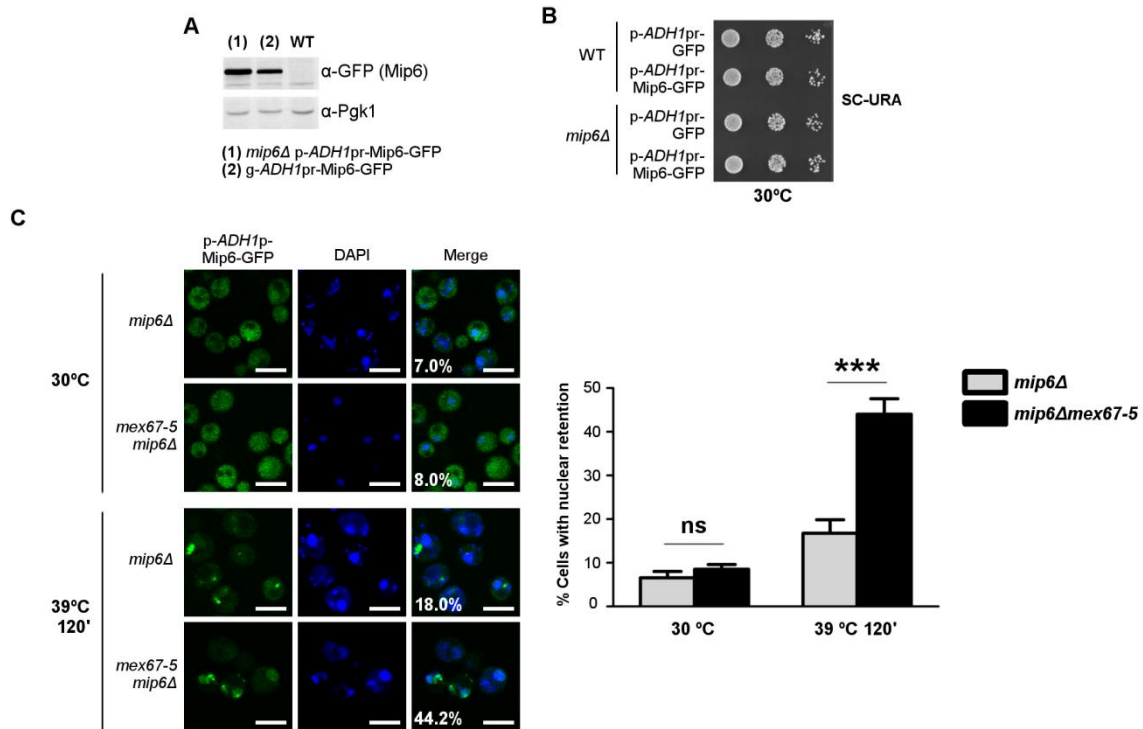 A
(1) (2) WT
α-GFP (Mip6)
α-Pgk1
(1) mip6Δ p-ADH1pr-Mip6-GFP
(2) g-ADH1pr-Mip6-GFP
B
WT
p-ADH1pr-
GFP
p-ADH1pr-
Mip6-GFP
mip6Δ
p-ADH1pr-
GFP
p-ADH1pr-
Mip6-GFP
SC-URA
30ºC
C
p-ADH1p-
Mip6-GFP
DAPI
Merge
30ºC
mip6Δ
7.0%
mex67-5
mip6Δ
8.0%
39ºC
120'
mip6Δ
18.0%
mex67-5
mip6Δ
44.2%
% Cells with nuclear retention
50
40
30
20
10
0
ns
***
30 ºC
39 ºC 120'
mip6Δ
mip6Δmex67-5